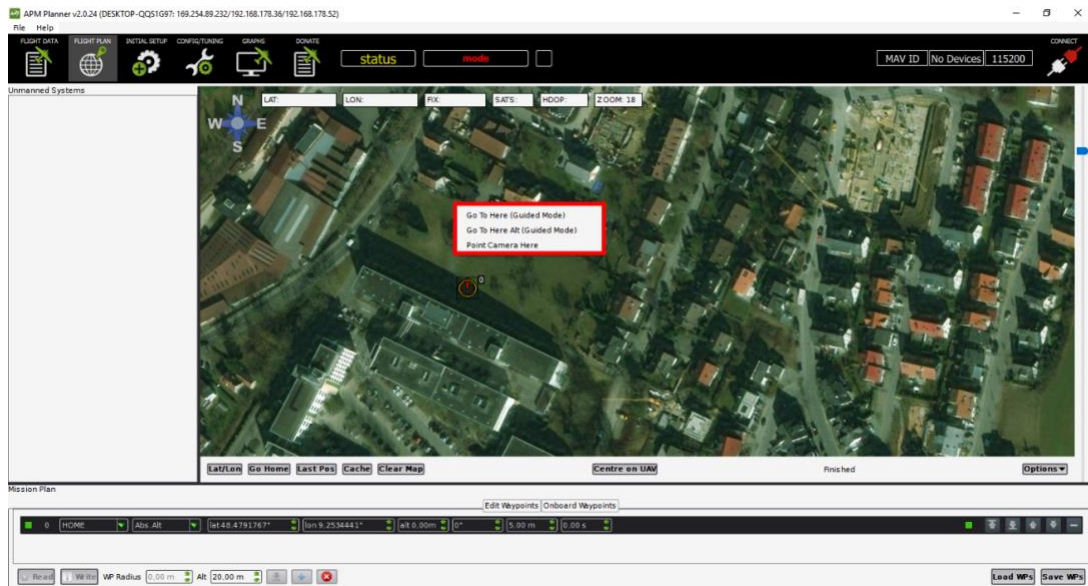 APM Planner v2.0.24 (DESKTOP-QQS1G97: 169.254.89.232/192.168.178.36/192.168.178.52)
File Help
FLIGHT DATA FLIGHT PLAN INITIAL SETUP CONFIG/TUNING GRAPHS DONATE CONNECT
status mode MAV ID No Devices 115200
Unmanned Systems
N LAT: LON: FIX: SATS: HDOP: ZOOM: 18
W E
S
Go To Here (Guided Mode)
Go To Here Alt (Guided Mode)
Point Camera Here
0
Lat/Lon Go Home Last Pos Cache Clear Map Centre on UAV Finished Options
Mission Plan
Edit Waypoints Onboard Waypoints
0 HOME Abs. Alt lat 48.4791767° lon 9.2534441° alt 0.00m 0° 5.00 m 0.00 s
Read Write WP Radius 0.00 m Alt 20.00 m Load WPs Save WPs